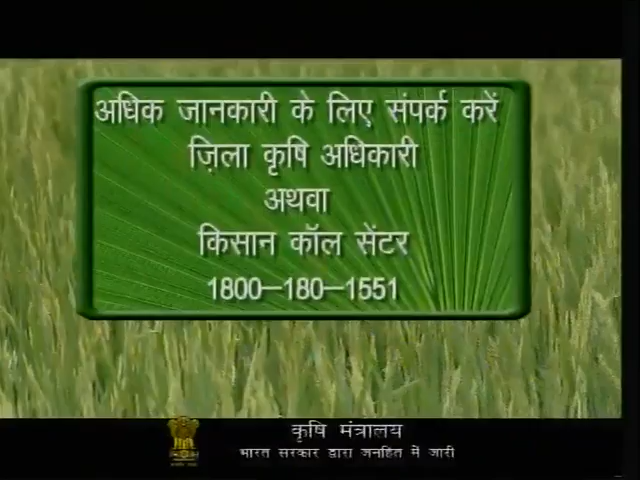 अधिक जानकारी के लिए संपर्क करें
ज़िला कृषि अधिकारी
अथवा
किसान कॉल सेंटर
1800–180–1551
कृषि मंत्रालय
भारत सरकार द्वारा जनहित में जारी